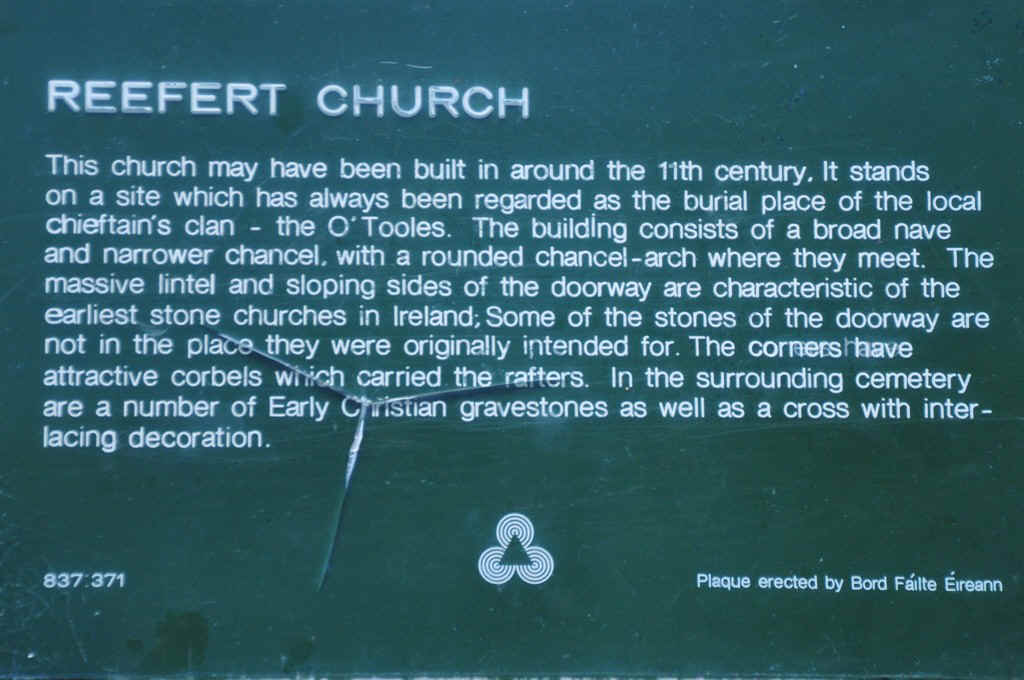 REEFERT CHURCH
This church may have been built in around the 11th century. It stands
on a site which has always been regarded as the burial place of the local
chieftain's clan - the O'Tooles. The building consists of a broad nave
and narrower chancel, with a rounded chancel-arch where they meet. The
massive lintel and sloping sides of the doorway are characteristic of the
earliest stone churches in Ireland; Some of the stones of the doorway are
not in the place they were originally intended for. The corners have
attractive corbels which carried the rafters. In the surrounding cemetery
are a number of Early Christian gravestones as well as a cross with inter-
lacing decoration.
837:371
Plaque erected by Bord Fáilte Éireann